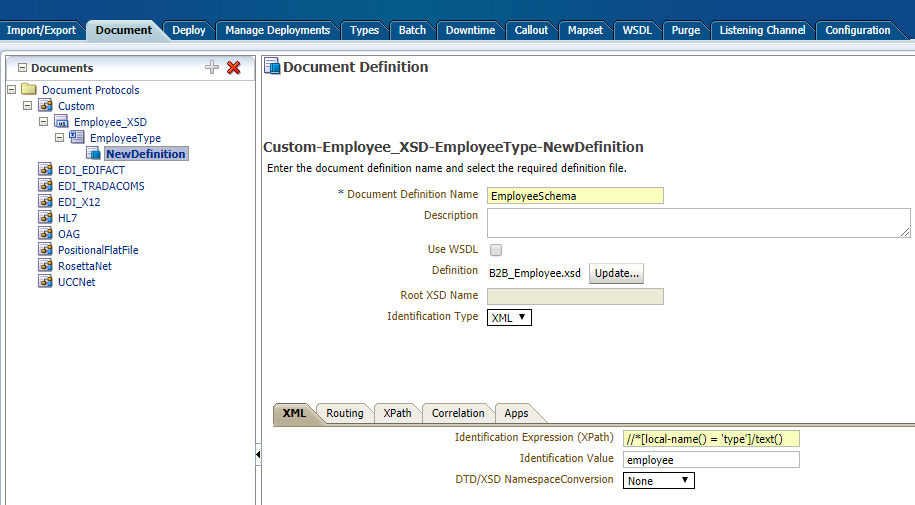 Import/Export Document Deploy Manage Deployments Types Batch Downtime Callout Mapset WSDL Purge Listening Channel Configuration
Documents
Document Protocols
Custom
Employee_XSD
EmployeeType
NewDefinition
EDI_EDIFACT
EDI_TRADACOMS
EDI_X12
HL7
OAG
PositionalFlatFile
RosettaNet
UCCNet
Document Definition
Custom-Employee_XSD-EmployeeType-NewDefinition
Enter the document definition name and select the required definition file.
* Document Definition Name EmployeeSchema
Description
Use WSDL
Definition B2B_Employee.xsd Update...
Root XSD Name
Identification Type XML
XML Routing XPath Correlation Apps
Identification Expression (XPath) //*[local-name() = 'type']/text()
Identification Value employee
DTD/XSD NamespaceConversion None